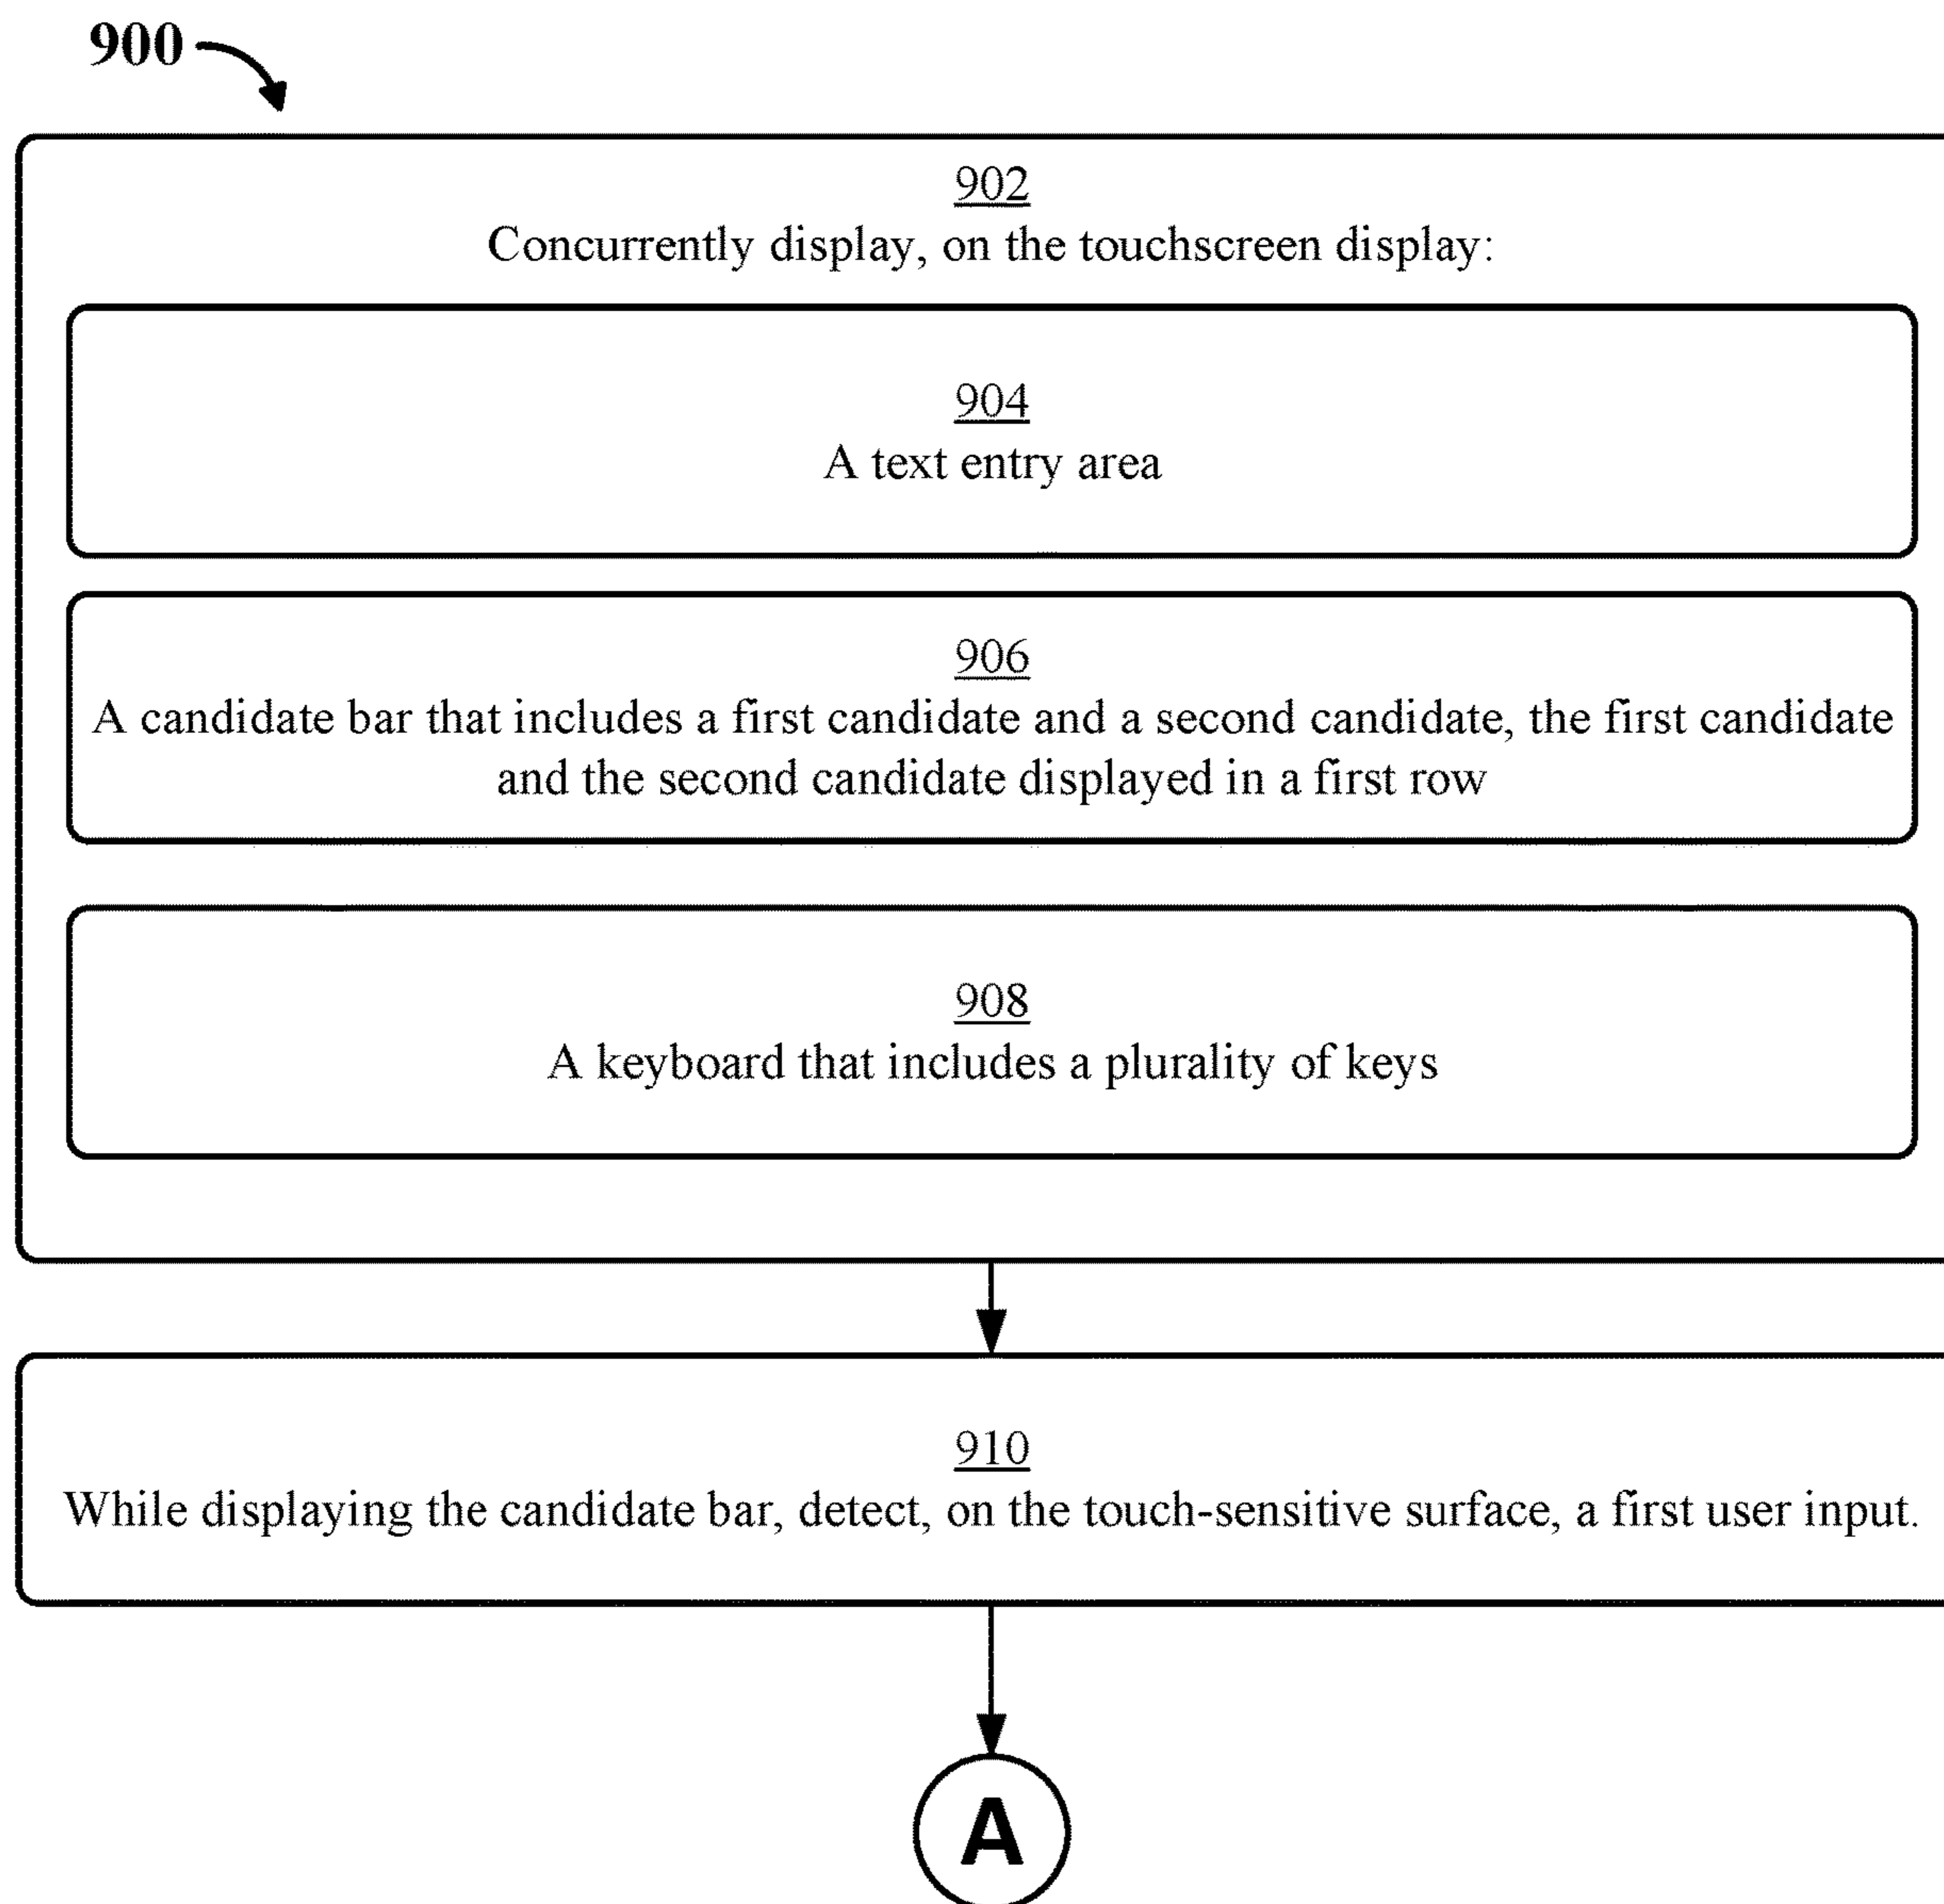 900
902
Concurrently display, on the touchscreen display:
904
A text entry area
906
A candidate bar that includes a first candidate and a second candidate, the first candidate
and the second candidate displayed in a first row
908
A keyboard that includes a plurality of keys
910
While displaying the candidate bar, detect, on the touch-sensitive surface, a first user input.
A